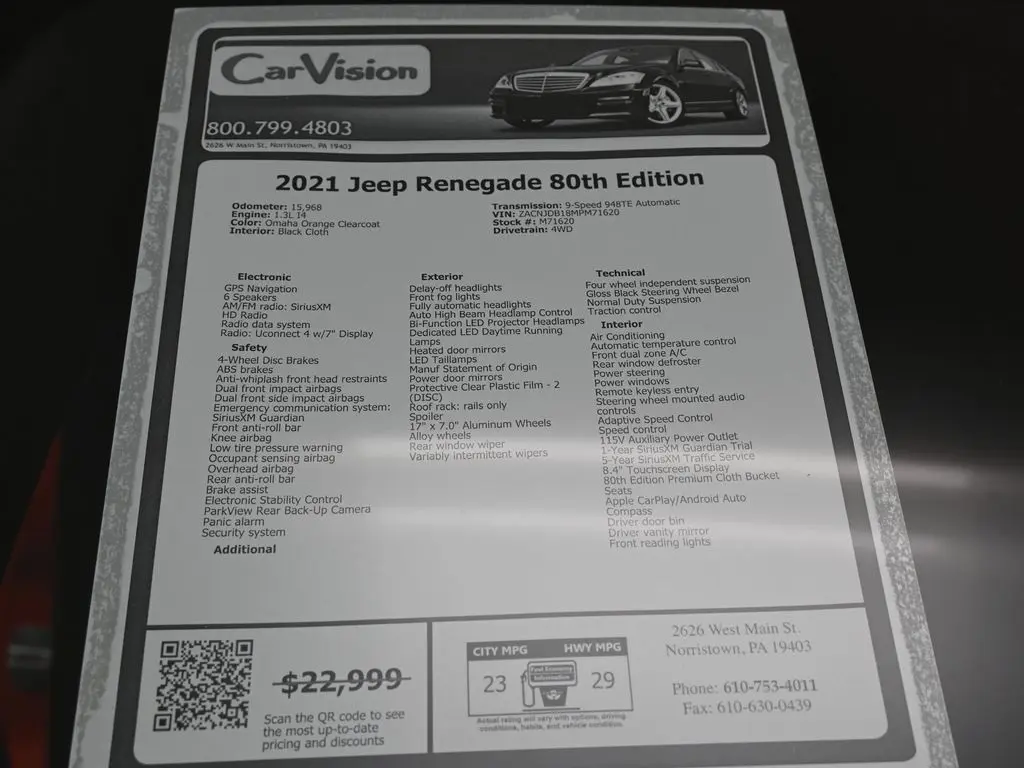 CarVision
800.799.4803
2626 W Main St, Norristown, PA 19403
2021 Jeep Renegade 80th Edition
Odometer: 15,968
Engine: 1.3L I4
Color: Omaha Orange Clearcoat
Interior: Black Cloth
Transmission: 9-Speed 948TE Automatic
VIN: ZACNJDB18MPM71620
Stock #: M71620
Drivetrain: 4WD
Electronic
GPS Navigation
6 Speakers
AM/FM radio: SiriusXM
HD Radio
Radio data system
Radio: Uconnect 4 w/7" Display
Safety
4-Wheel Disc Brakes
ABS brakes
Anti-whiplash front head restraints
Dual front impact airbags
Dual front side impact airbags
Emergency communication system:
SiriusXM Guardian
Front anti-roll bar
Knee airbag
Low tire pressure warning
Occupant sensing airbag
Overhead airbag
Rear anti-roll bar
Brake assist
Electronic Stability Control
ParkView Rear Back-Up Camera
Panic alarm
Security system
Additional
Exterior
Delay-off headlights
Front fog lights
Fully automatic headlights
Auto High Beam Headlamp Control
Bi-Function LED Projector Headlamps
Dedicated LED Daytime Running
Lamps
Heated door mirrors
LED Taillamps
Manuf Statement of Origin
Power door mirrors
Protective Clear Plastic Film - 2
(DISC)
Roof rack: rails only
Spoiler
17" x 7.0" Aluminum Wheels
Alloy wheels
Rear window wiper
Variably intermittent wipers
Technical
Four wheel independent suspension
Gloss Black Steering Wheel Bezel
Normal Duty Suspension
Traction control
Interior
Air Conditioning
Automatic temperature control
Front dual zone A/C
Rear window defroster
Power steering
Power windows
Remote keyless entry
Steering wheel mounted audio
controls
Adaptive Speed Control
Speed control
115V Auxiliary Power Outlet
1-Year SiriusXM Guardian Trial
5-Year SiriusXM Traffic Service
8.4" Touchscreen Display
80th Edition Premium Cloth Bucket
Seats
Apple CarPlay/Android Auto
Compass
Driver door bin
Driver vanity mirror
Front reading lights
$22,999
Scan the QR code to see
the most up-to-date
pricing and discounts
CITY MPG
HWY MPG
Fuel Economy
Information
23
29
Actual rating will vary with options, driving
conditions, habits, and vehicle condition.
2626 West Main St.
Norristown, PA 19403
Phone: 610-753-4011
Fax: 610-630-0439